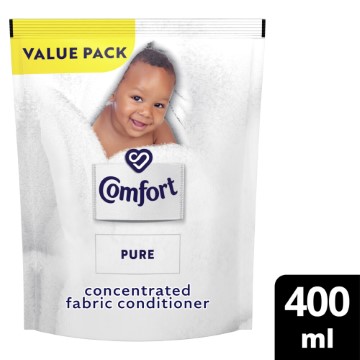 VALUE PACK
Comfort
PURE
concentrated
fabric conditioner
400
ml